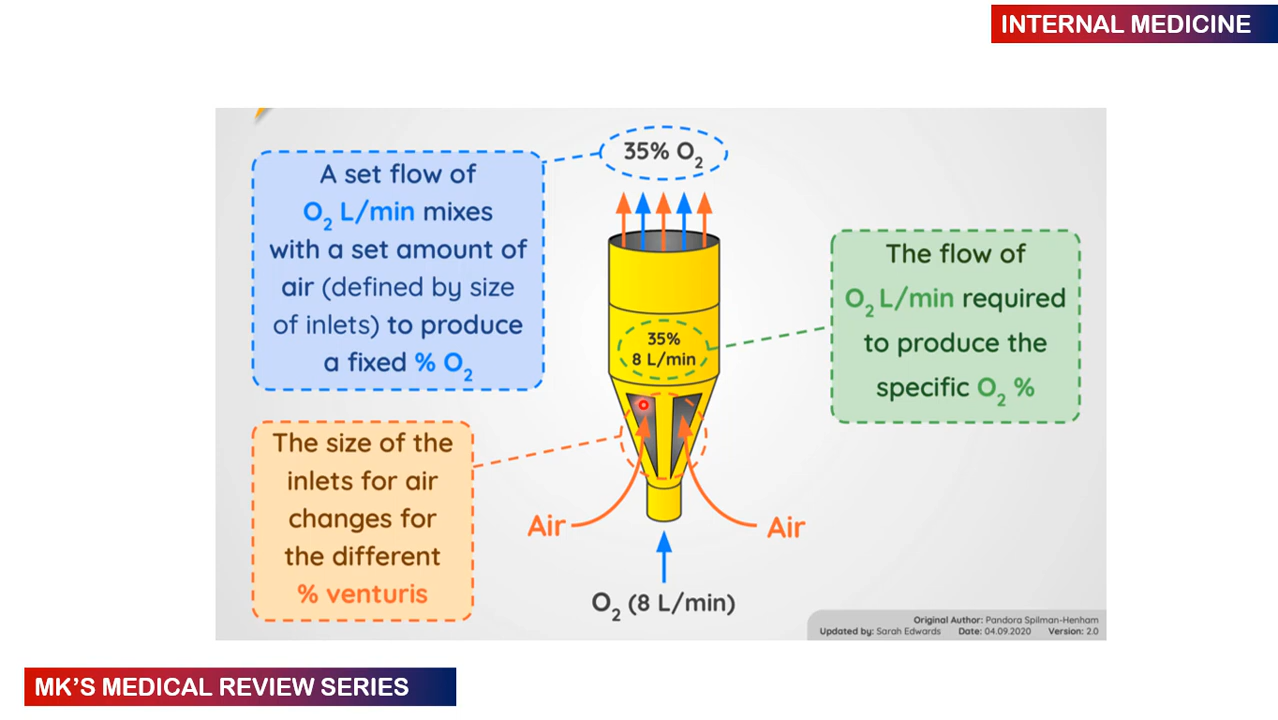 INTERNAL MEDICINE
35% O₂
A set flow of
O₂ L/min mixes
with a set amount of
air (defined by size
of inlets) to produce
a fixed % O₂
The flow of
O₂ L/min required
to produce the
specific O₂ %
35%
8 L/min
The size of the
inlets for air
changes for
the different
% venturis
Air
Air
O₂ (8 L/min)
Original Author: Pandora Spilman-Henham
Updated by: Sarah Edwards Date: 04.09.2020 Version: 2.0
MK'S MEDICAL REVIEW SERIES